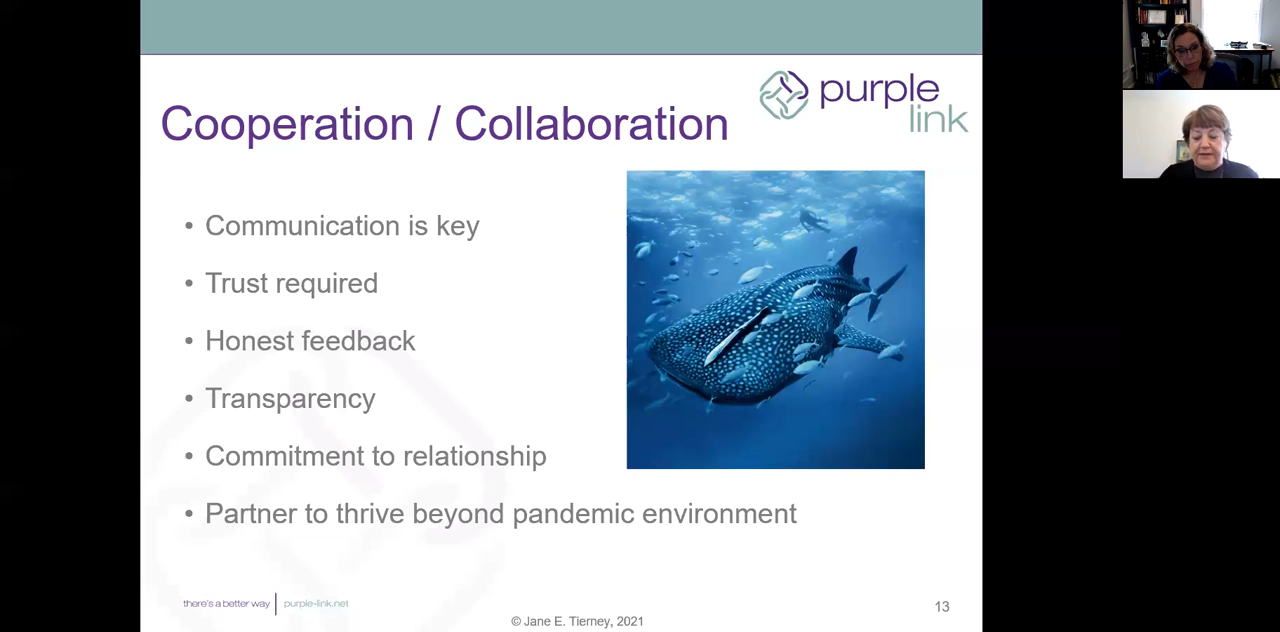 purple
link
Cooperation / Collaboration
• Communication is key
• Trust required
• Honest feedback
• Transparency
• Commitment to relationship
• Partner to thrive beyond pandemic environment
there's a better way | purple-link.net
13
© Jane E. Tierney, 2021